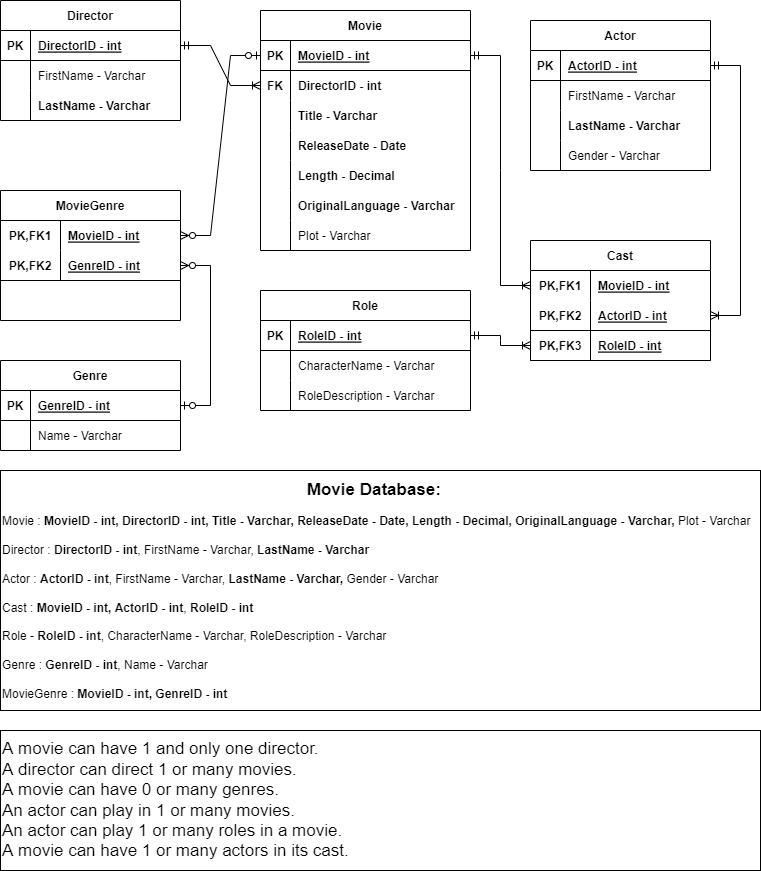 Director
PK DirectorID - int
FirstName - Varchar
LastName - Varchar
Movie
PK MovieID - int
FK DirectorID - int
Title - Varchar
ReleaseDate - Date
Length - Decimal
OriginalLanguage - Varchar
Plot - Varchar
Actor
PK ActorID - int
FirstName - Varchar
LastName - Varchar
Gender - Varchar
MovieGenre
PK,FK1 MovieID - int
PK,FK2 GenreID - int
Cast
PK,FK1 MovieID - int
PK,FK2 ActorID - int
PK,FK3 RoleID - int
Role
PK RoleID - int
CharacterName - Varchar
RoleDescription - Varchar
Genre
PK GenreID - int
Name - Varchar
Movie Database:
Movie : MovieID - int, DirectorID - int, Title - Varchar, ReleaseDate - Date, Length - Decimal, OriginalLanguage - Varchar, Plot - Varchar
Director : DirectorID - int, FirstName - Varchar, LastName - Varchar
Actor : ActorID - int, FirstName - Varchar, LastName - Varchar, Gender - Varchar
Cast : MovieID - int, ActorID - int, RoleID - int
Role - RoleID - int, CharacterName - Varchar, RoleDescription - Varchar
Genre : GenreID - int, Name - Varchar
MovieGenre : MovieID - int, GenreID - int
A movie can have 1 and only one director.
A director can direct 1 or many movies.
A movie can have 0 or many genres.
An actor can play in 1 or many movies.
An actor can play 1 or many roles in a movie.
A movie can have 1 or many actors in its cast.